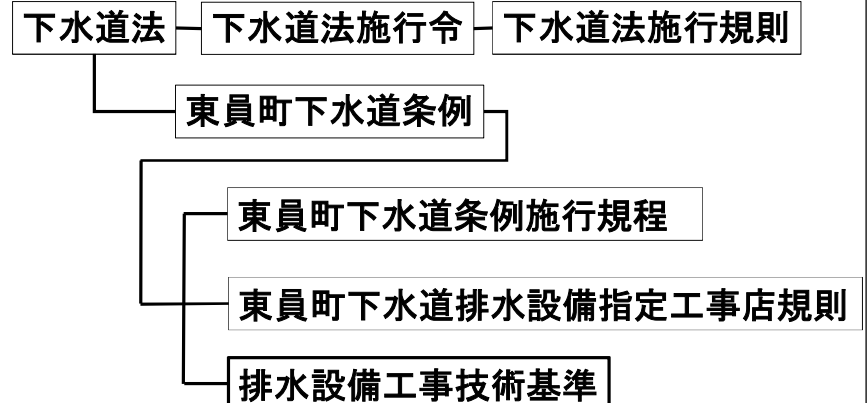 下水道法 下水道法施行令 下水道法施行規則
東員町下水道条例
東員町下水道条例施行規程
東員町下水道排水設備指定工事店規則
排水設備工事技術基準